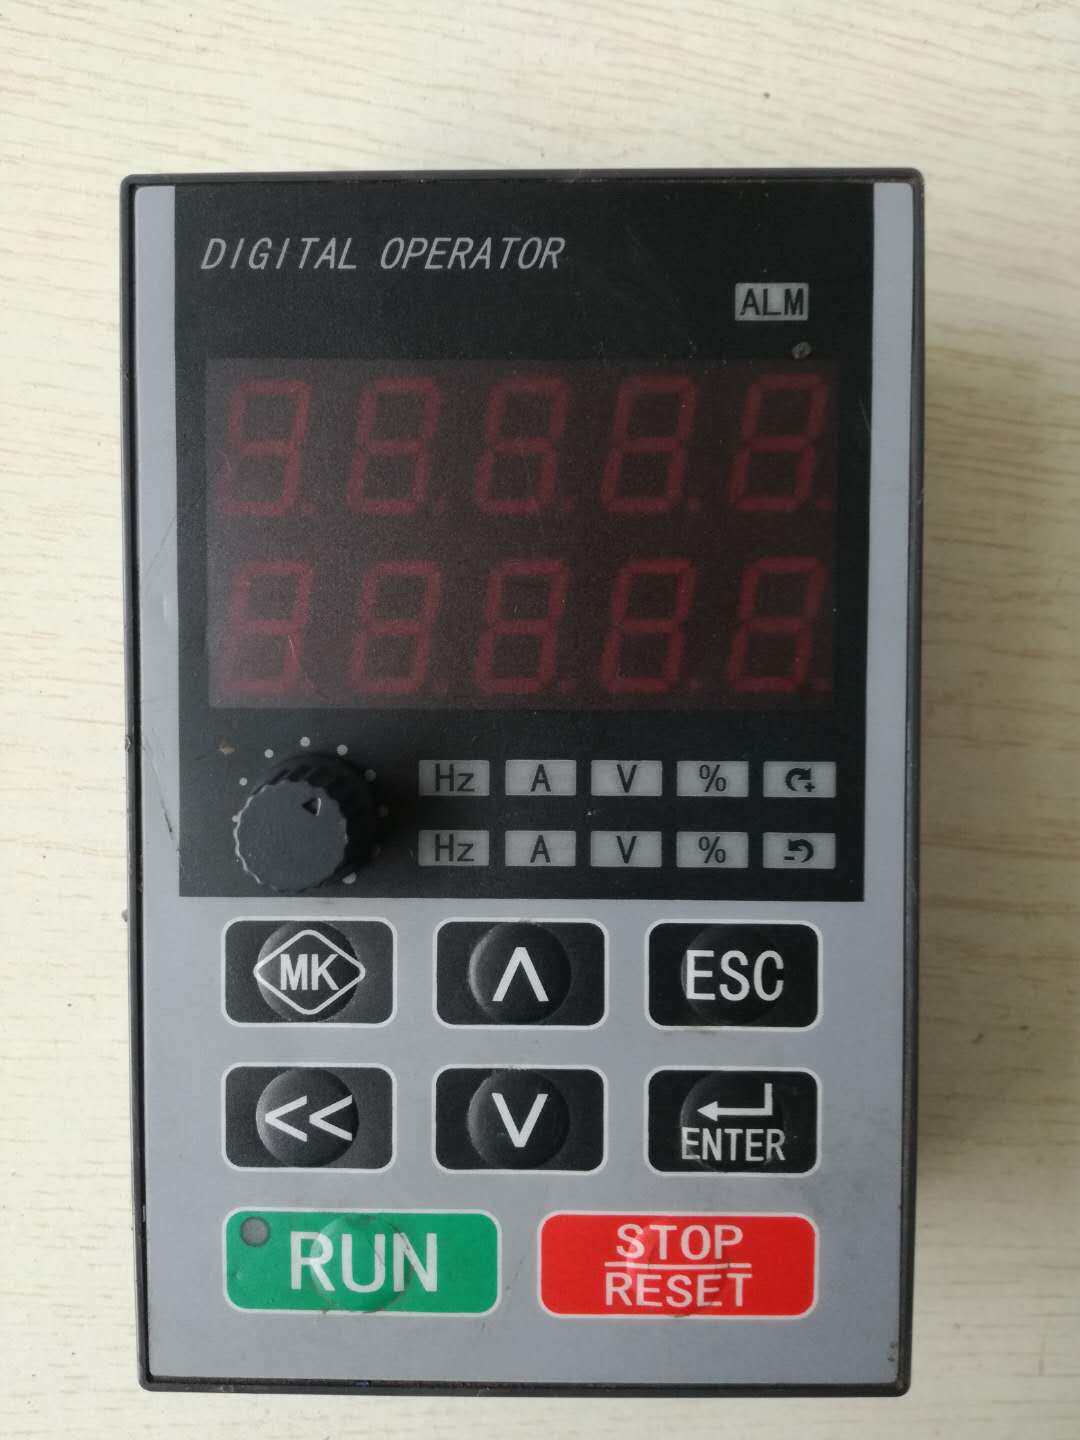 DIGITAL OPERATOR
ALM
Hz A V %
Hz A V %
MK ESC
<< ENTER
RUN STOP
RESET